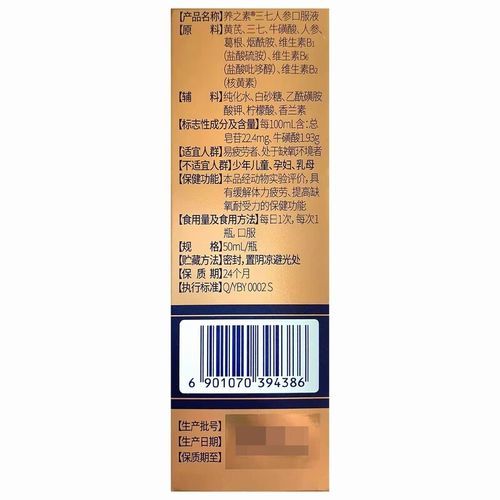 【产品名称】养之素®三七人参口服液
【原 料】黄芪、三七、牛磺酸、人参、
葛根、烟酰胺、维生素B1
(盐酸硫胺)、维生素B6
(盐酸吡哆醇)、维生素B2
(核黄素)
【辅 料】纯化水、白砂糖、乙酰磺胺
酸钾、柠檬酸、香兰素
【标志性成分及含量】每100mL含:总
皂苷22.4mg、牛磺酸1.93g
【适宜人群】易疲劳者、处于缺氧环境者
【不适宜人群】少年儿童、孕妇、乳母
【保健功能】本品经动物实验评价,具
有缓解体力疲劳、提高缺
氧耐受力的保健功能
【食用量及食用方法】每日1次,每次1
瓶,口服
【规 格】50mL/瓶
【贮藏方法】密封,置阴凉避光处
【保 质 期】24个月
【执行标准】Q/YBY 0002 S
6 901070 394386
【生产批号】
【生产日期】
【保质期至】